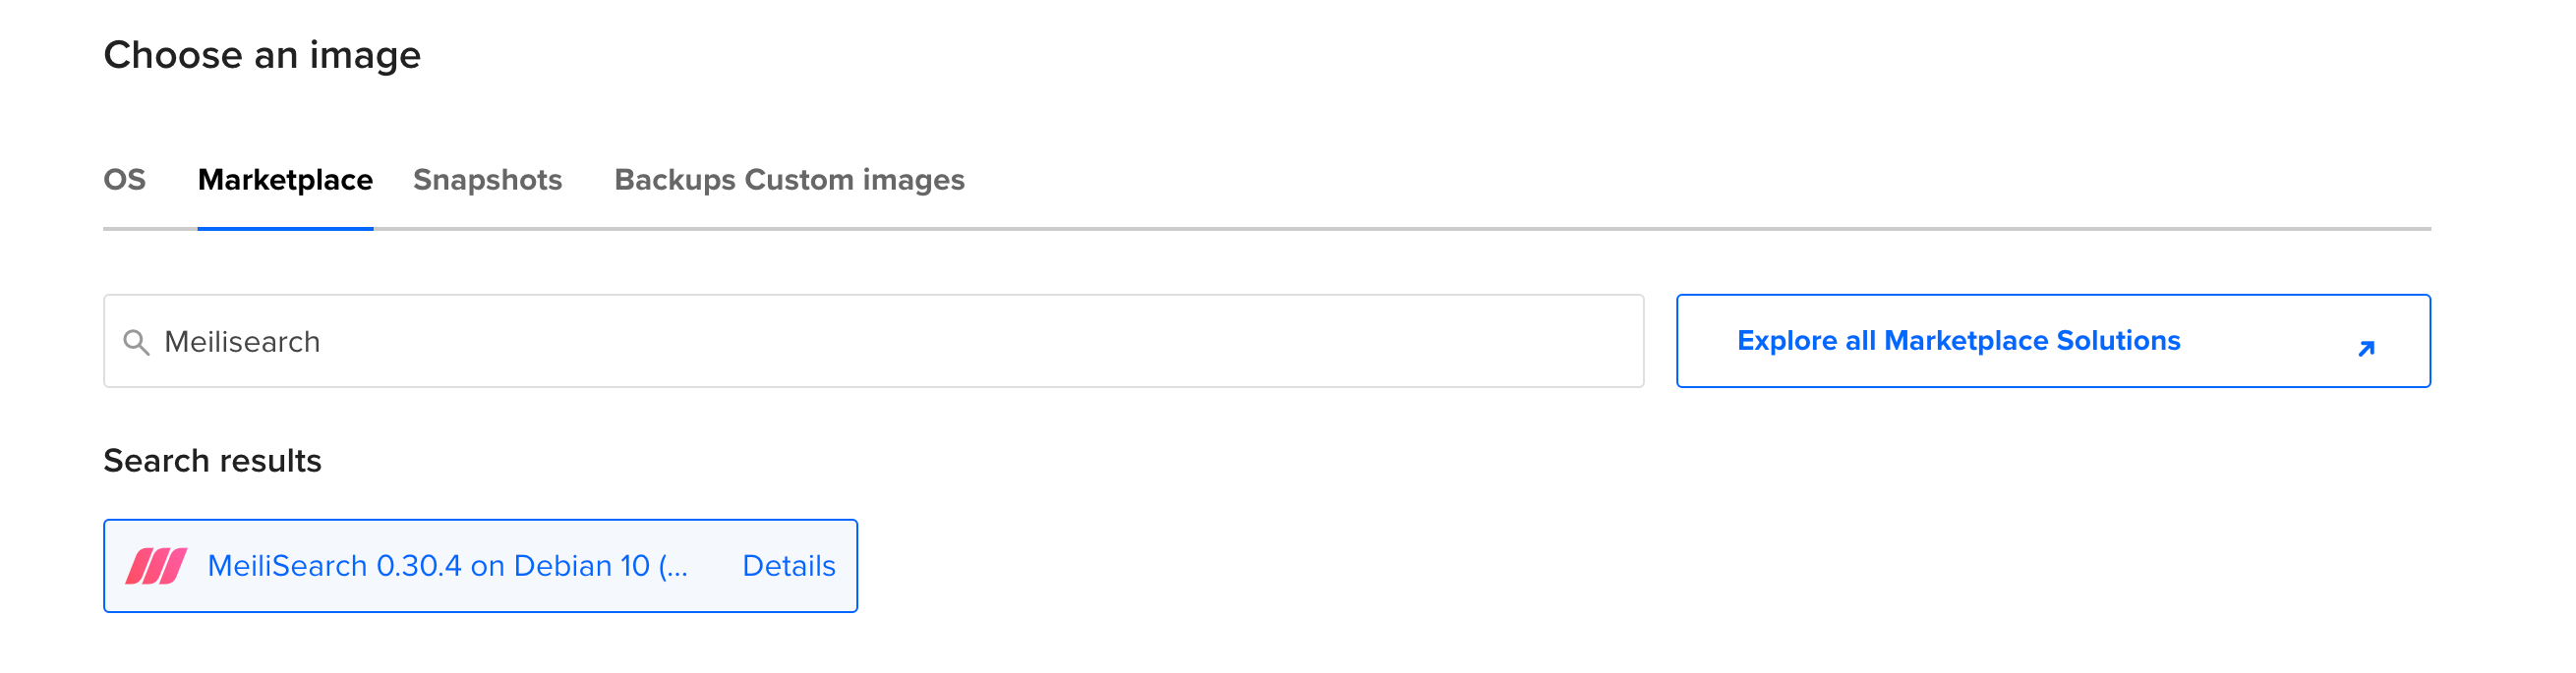 Choose an image
OS Marketplace Snapshots Backups Custom images
Meilisearch Explore all Marketplace Solutions
Search results
MeiliSearch 0.30.4 on Debian 10 (... Details